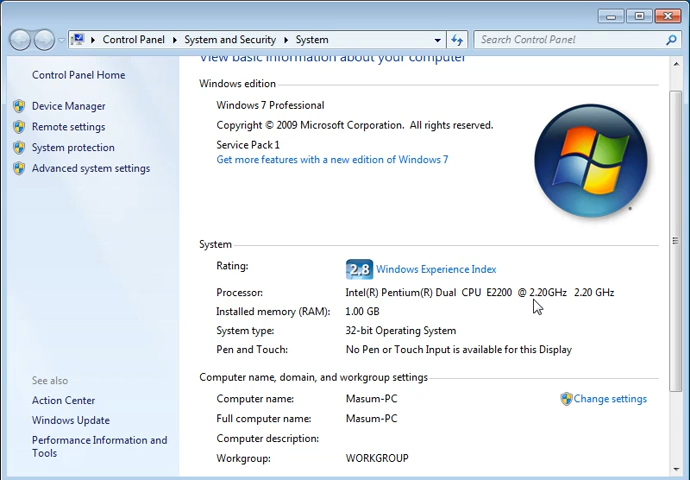 Control Panel ▸ System and Security ▸ System
Search Control Panel
Control Panel Home
Device Manager
Remote settings
System protection
Advanced system settings
See also
Action Center
Windows Update
Performance Information and
Tools
View basic information about your computer
Windows edition
Windows 7 Professional
Copyright © 2009 Microsoft Corporation. All rights reserved.
Service Pack 1
Get more features with a new edition of Windows 7
System
Rating: 2.8 Windows Experience Index
Processor: Intel(R) Pentium(R) Dual CPU E2200 @ 2.20GHz 2.20 GHz
Installed memory (RAM): 1.00 GB
System type: 32-bit Operating System
Pen and Touch: No Pen or Touch Input is available for this Display
Computer name, domain, and workgroup settings
Computer name: Masum-PC Change settings
Full computer name: Masum-PC
Computer description:
Workgroup: WORKGROUP